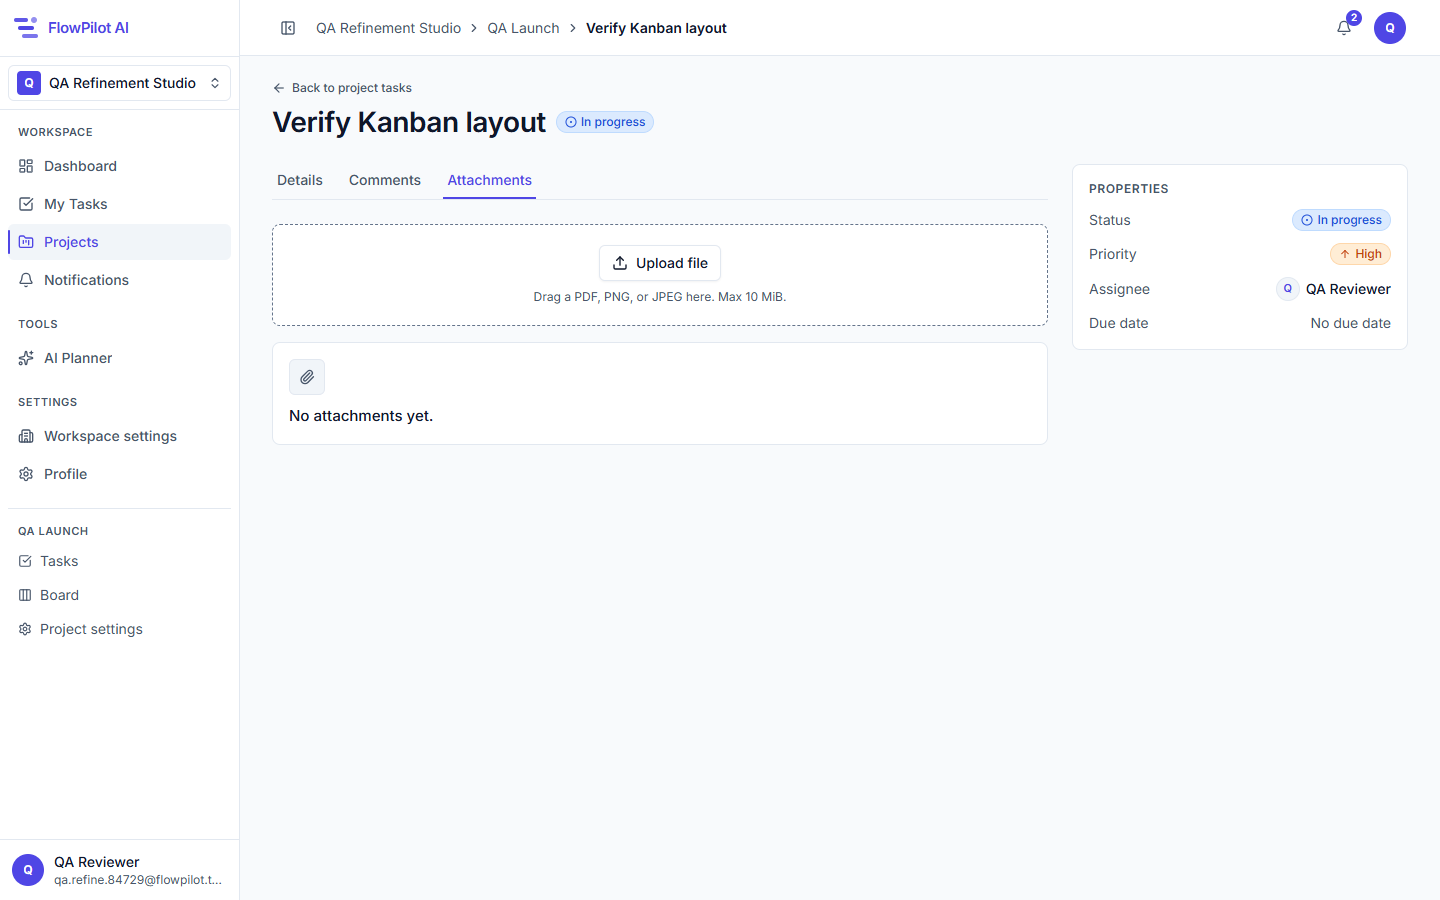 FlowPilot AI
Q QA Refinement Studio
WORKSPACE
Dashboard
My Tasks
Projects
Notifications
TOOLS
AI Planner
SETTINGS
Workspace settings
Profile
QA LAUNCH
Tasks
Board
Project settings
Q QA Reviewer
qa.refine.84729@flowpilot.t...
QA Refinement Studio > QA Launch > Verify Kanban layout
2
Q
Back to project tasks
Verify Kanban layout In progress
Details Comments Attachments
Upload file
Drag a PDF, PNG, or JPEG here. Max 10 MiB.
No attachments yet.
PROPERTIES
Status In progress
Priority High
Assignee Q QA Reviewer
Due date No due date